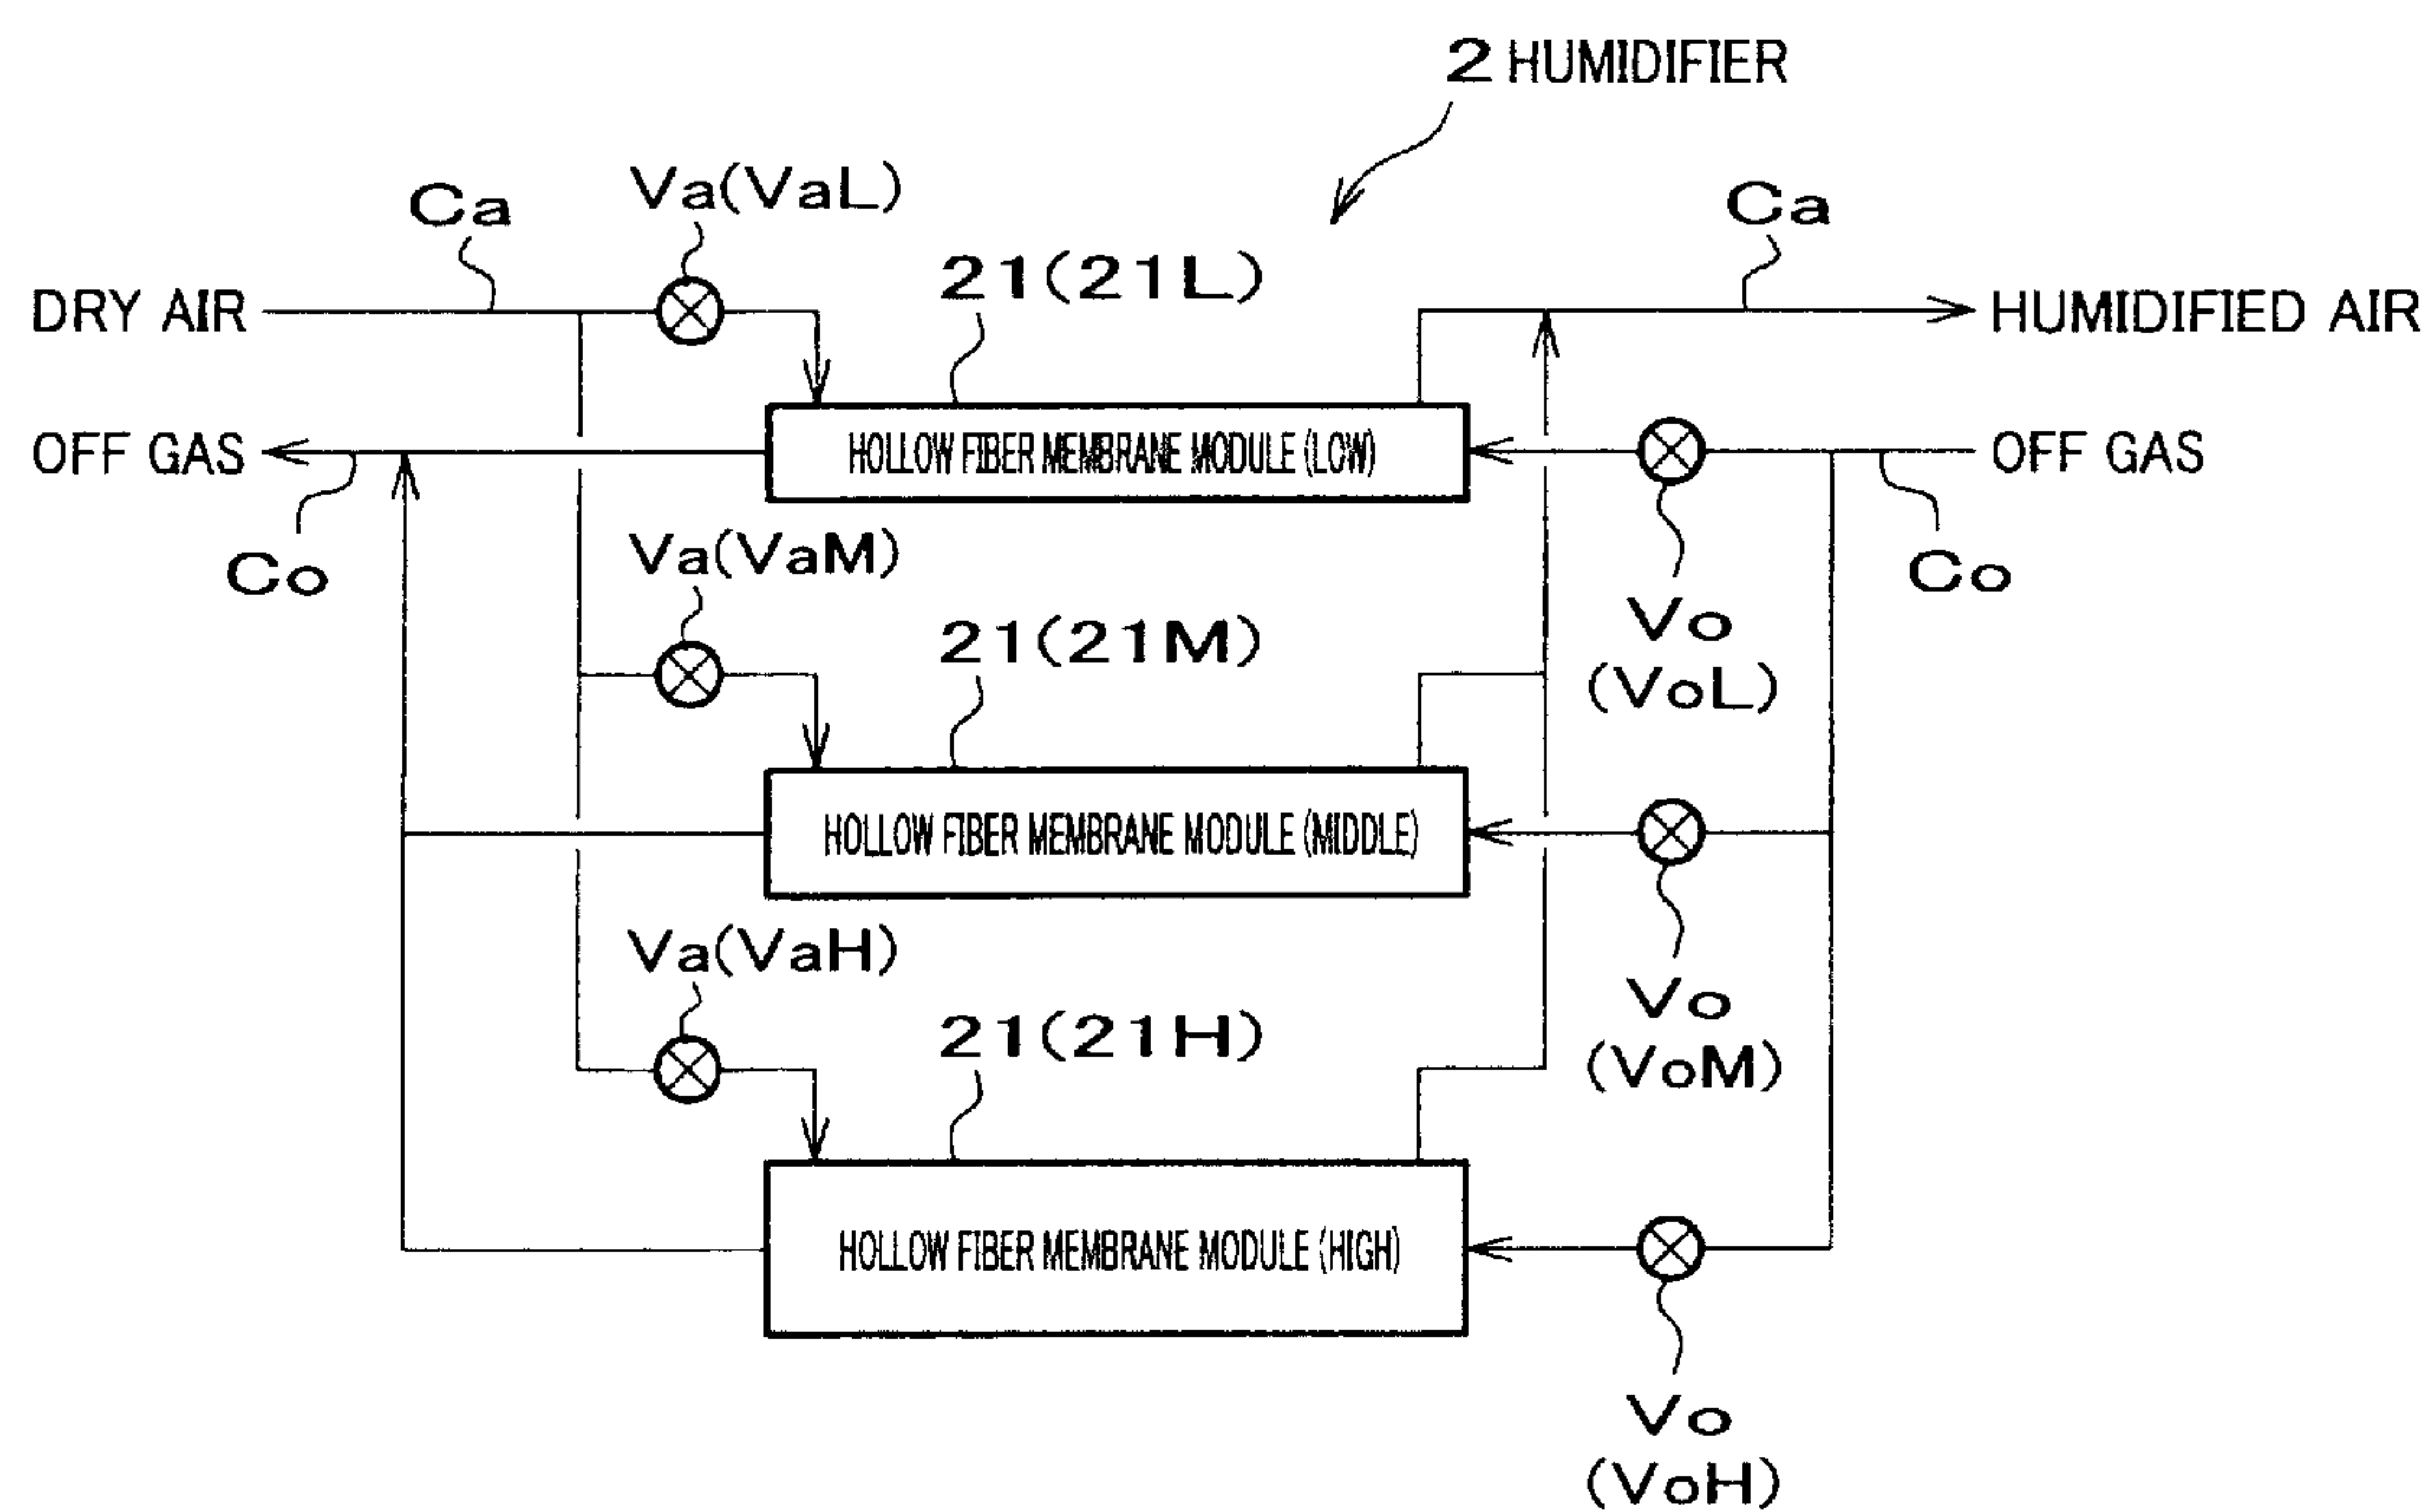 2 HUMIDIFIER
Va(VaL)
Ca
Ca
21(21L)
DRY AIR
HUMIDIFIED AIR
OFF GAS
HOLLOW FIBER MEMBRANE MODULE (LOW)
OFF GAS
Va(VaM)
Co
Co
Vo
(VoL)
21(21M)
HOLLOW FIBER MEMBRANE MODULE (MIDDLE)
Va(VaH)
Vo
(VoM)
21(21H)
HOLLOW FIBER MEMBRANE MODULE (HIGH)
Vo
(VoH)